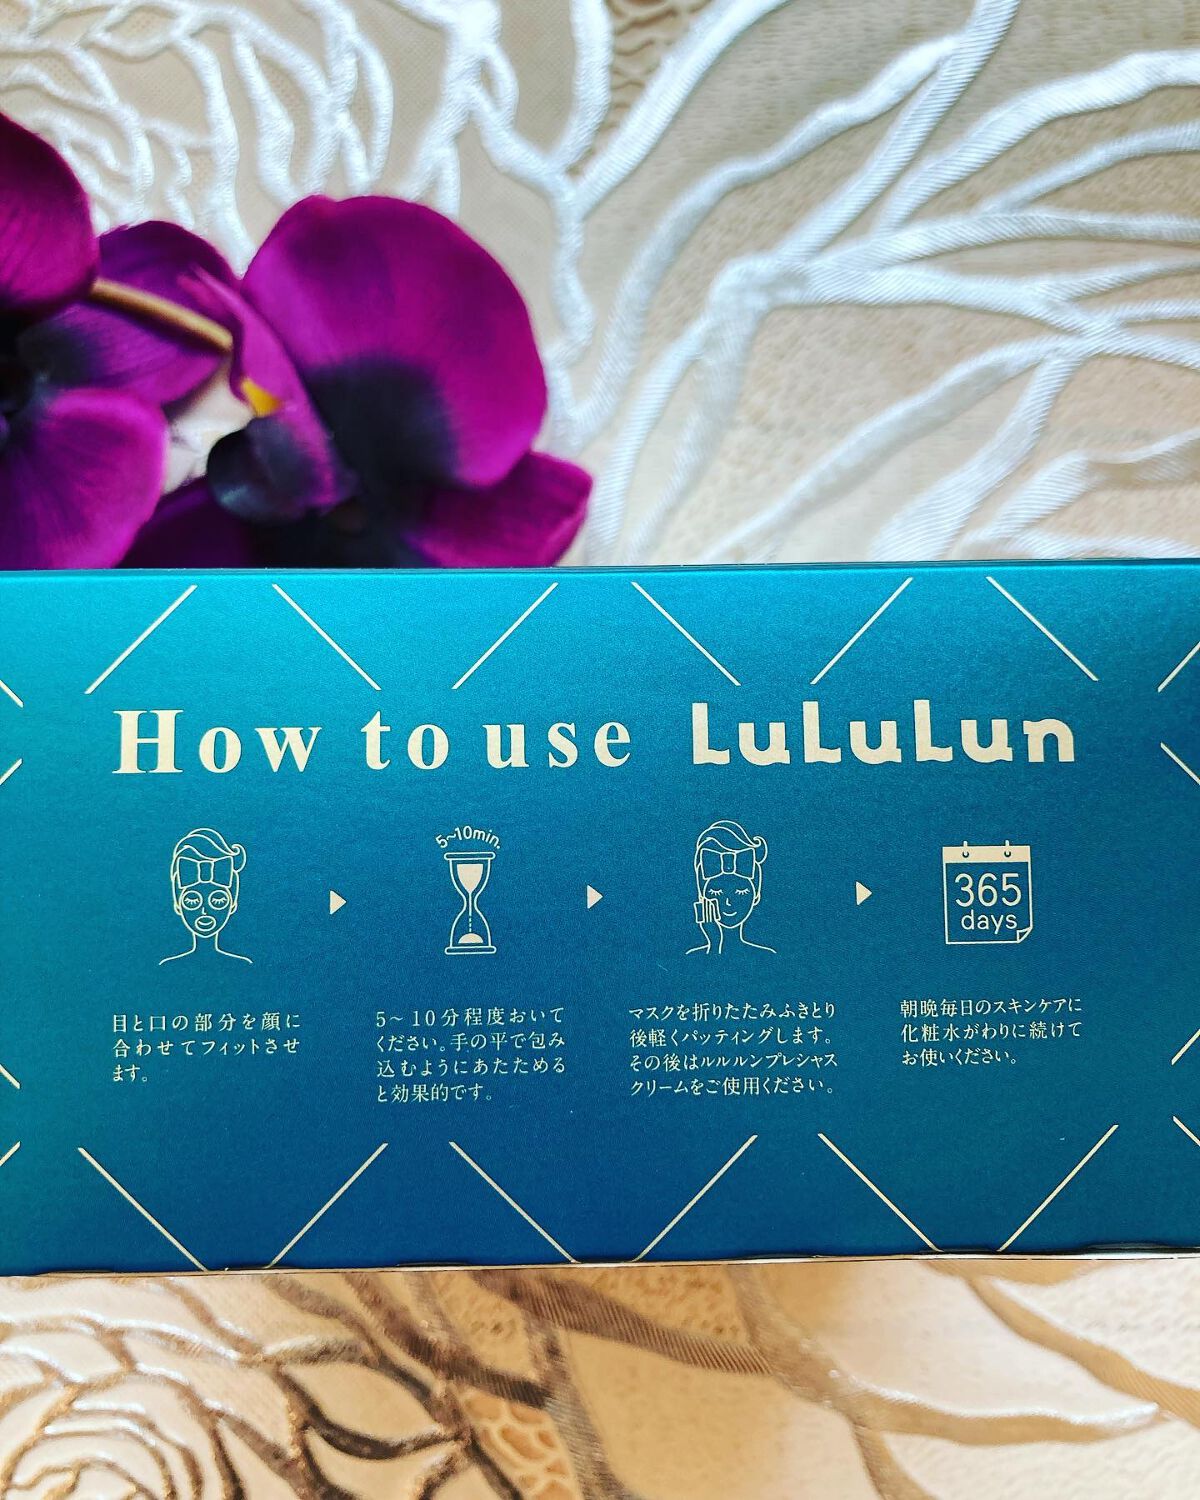 How to use LuLuLun
5~10min.
365
days
目と口の部分を顔に
合わせてフィットさせ
ます。
5~10分程度おいて
ください。手の平で包み
込むようにあたためる
と効果的です。
マスクを折りたたみふきとり
後軽くパッティングします。
その後はルルルンプレシャス
クリームをご使用ください。
朝晩毎日のスキンケアに
化粧水がわりに続けて
お使いください。